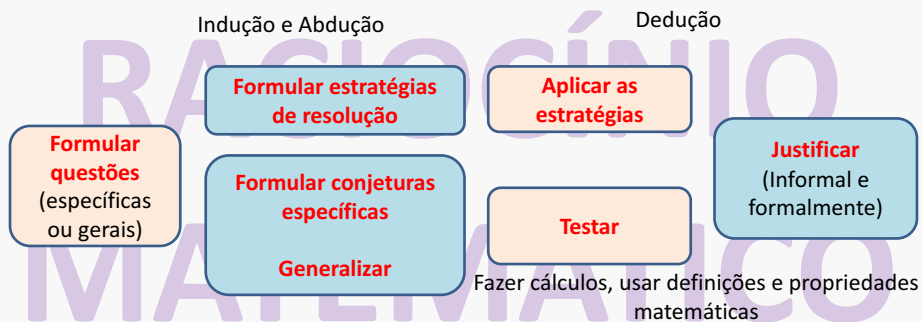 RACIOCÍNIO
MATEMÁTICO
Indução e Abdução
Dedução
Formular questões
(específicas
ou gerais)
Formular estratégias
de resolução
Formular conjeturas
específicas
Generalizar
Aplicar as
estratégias
Testar
Fazer cálculos, usar definições e propriedades
matemáticas
Justificar
(Informal e
formalmente)